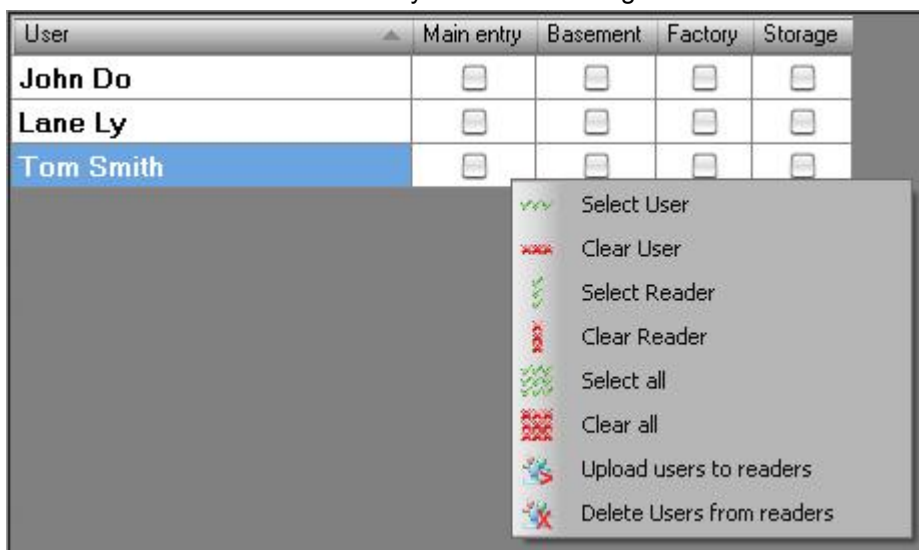 User Main entry Basement Factory Storage
John Do
Lane Ly
Tom Smith
Select User
Clear User
Select Reader
Clear Reader
Select all
Clear all
Upload users to readers
Delete Users from readers